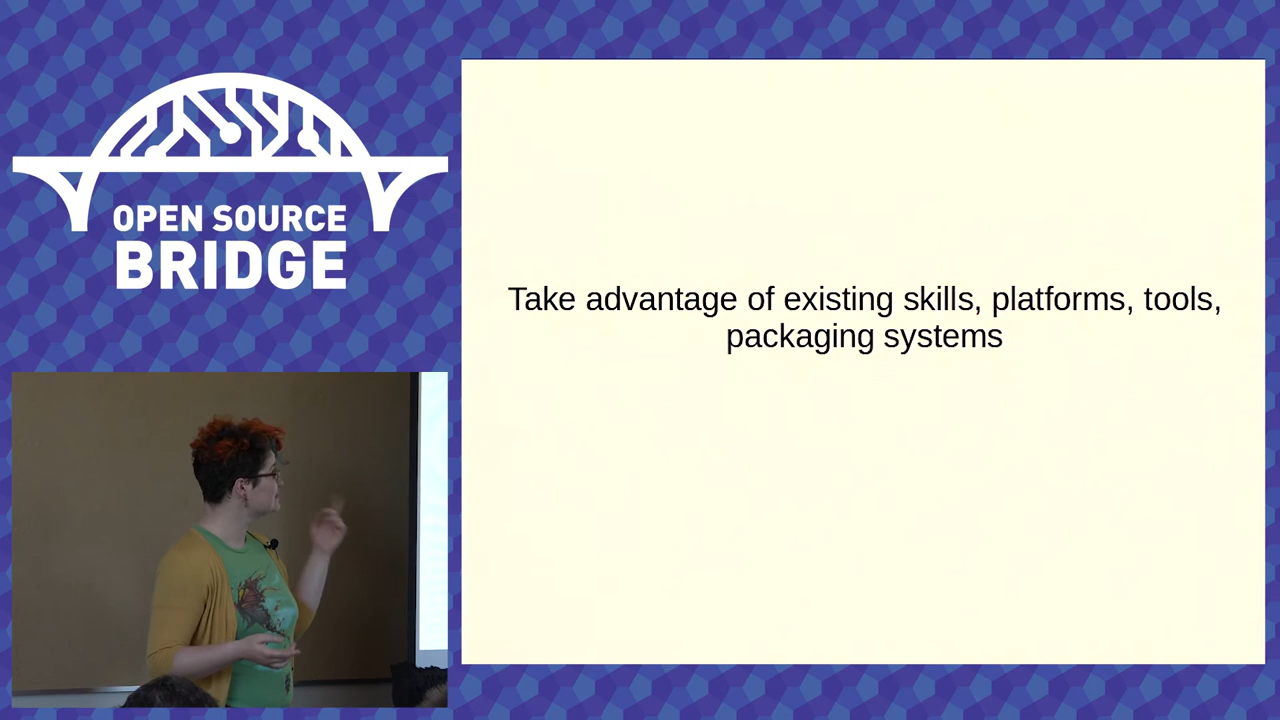 OPEN SOURCE
BRIDGE
Take advantage of existing skills, platforms, tools,
packaging systems